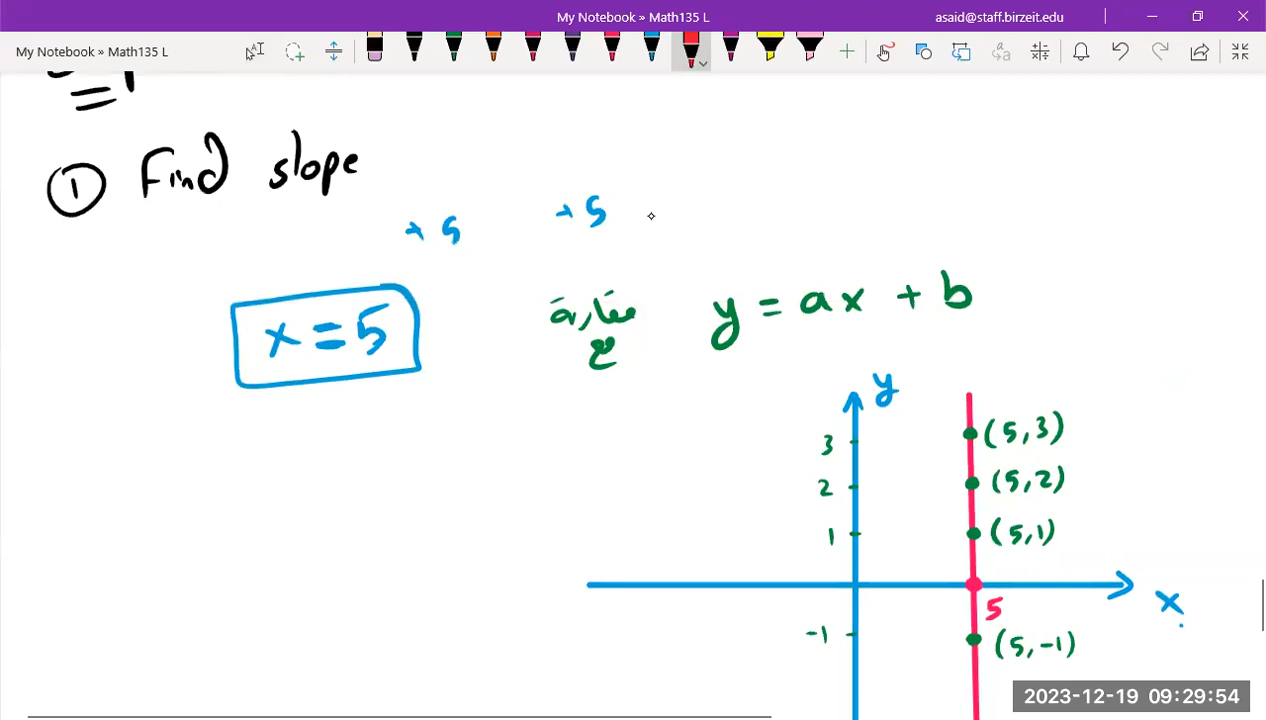 My Notebook » Math135 L
asaid@staff.birzeit.edu
My Notebook » Math135 L
① Find slope
+ 5 + 5
x = 5
y = ax + b
y
3
(5,3)
2
(5,2)
1
(5,1)
x
5
-1
(5,-1)
2023-12-19 09:29:54